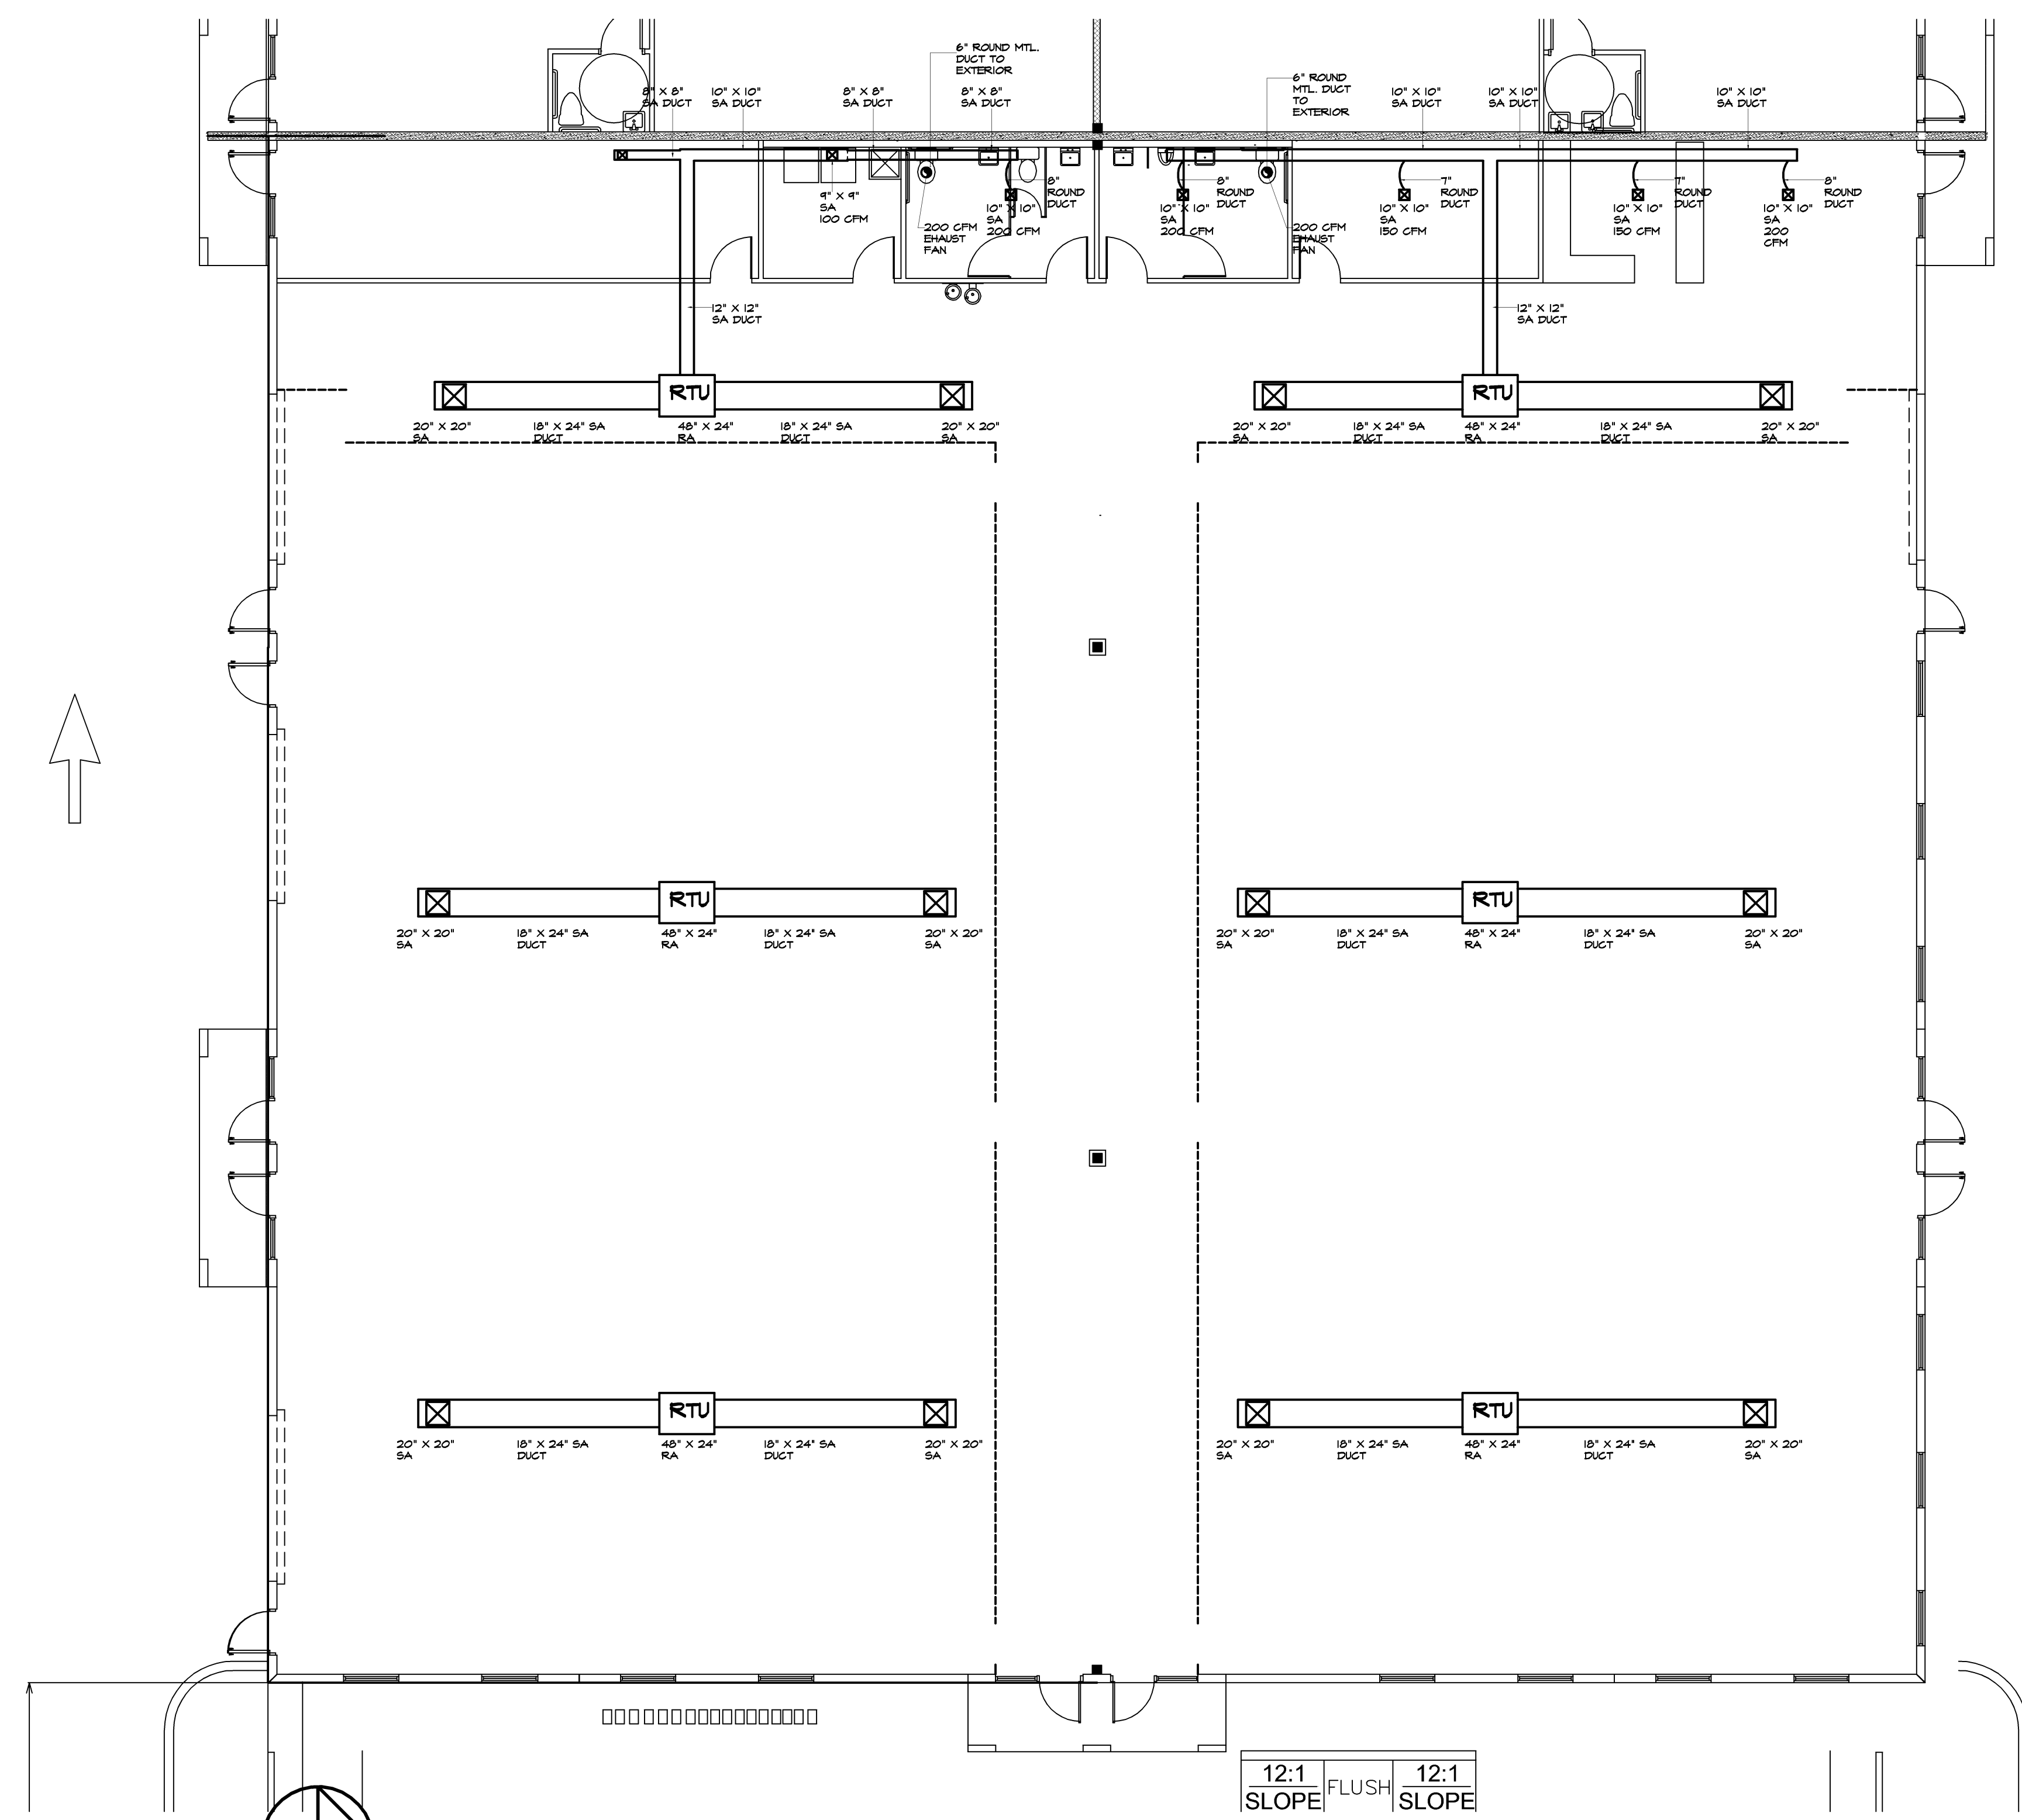 6" ROUND MTL.
DUCT TO
EXTERIOR
6" ROUND
MTL. DUCT
TO
EXTERIOR
8" X 8"
SA DUCT
10" X 10"
SA DUCT
8" X 8"
SA DUCT
8" X 8"
SA DUCT
10" X 10"
SA DUCT
10" X 10"
SA DUCT
10" X 10"
SA DUCT
9" X 9"
SA
100 CFM
200 CFM
EHAUST
FAN
10" X 10"
SA
200 CFM
8"
ROUND
DUCT
10" X 10"
SA
200 CFM
8"
ROUND
DUCT
200 CFM
EHAUST
FAN
10" X 10"
SA
150 CFM
7"
ROUND
DUCT
10" X 10"
SA
150 CFM
7"
ROUND
DUCT
10" X 10"
SA
200
CFM
8"
ROUND
DUCT
12" X 12"
SA DUCT
12" X 12"
SA DUCT
RTU
RTU
20" X 20"
SA
18" X 24" SA
DUCT
48" X 24"
RA
18" X 24" SA
DUCT
20" X 20"
SA
20" X 20"
SA
18" X 24" SA
DUCT
48" X 24"
RA
18" X 24" SA
DUCT
20" X 20"
SA
RTU
RTU
20" X 20"
SA
18" X 24" SA
DUCT
48" X 24"
RA
18" X 24" SA
DUCT
20" X 20"
SA
20" X 20"
SA
18" X 24" SA
DUCT
48" X 24"
RA
18" X 24" SA
DUCT
20" X 20"
SA
RTU
RTU
20" X 20"
SA
18" X 24" SA
DUCT
48" X 24"
RA
18" X 24" SA
DUCT
20" X 20"
SA
20" X 20"
SA
18" X 24" SA
DUCT
48" X 24"
RA
18" X 24" SA
DUCT
20" X 20"
SA
12:1
SLOPE
FLUSH
12:1
SLOPE